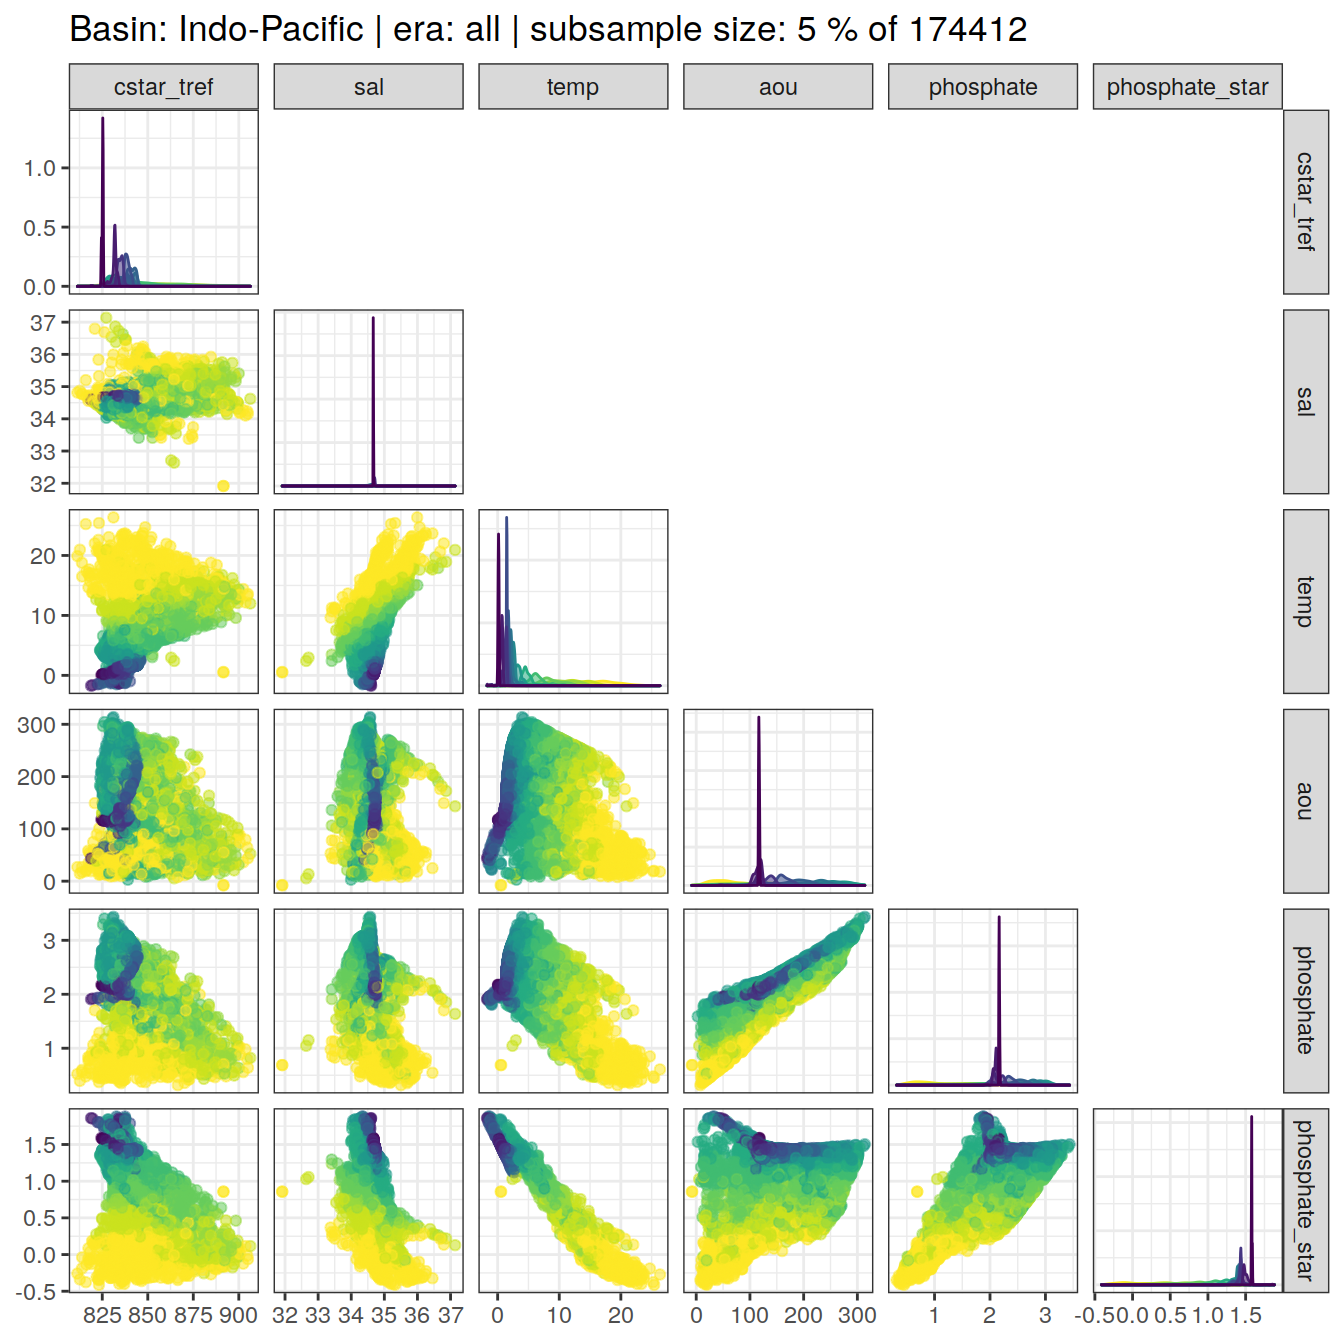 Basin: Indo-Pacific | era: all | subsample size: 5 % of 174412
cstar_tref sal temp aou phosphate phosphate_star
1.0
0.5
0.0
cstar_tref
37
36
35
34
33
32
sal
20
10
0
temp
300
200
100
0
aou
3
2
1
phosphate
1.5
1.0
0.5
0.0
-0.5
phosphate_star
825 850 875 900 32 33 34 35 36 37 0 10 20 0 100 200 300 1 2 3 -0.5 0.0 0.5 1.0 1.5